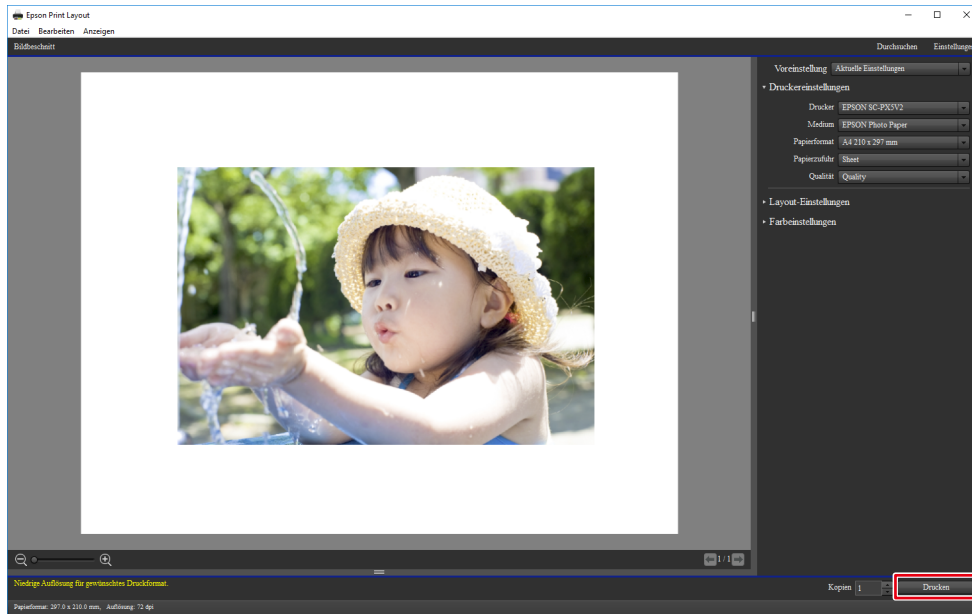 Epson Print Layout
Datei Bearbeiten Anzeigen
Bildbeschnitt Durchsuchen Einstellungen
Voreinstellung Aktuelle Einstellungen
Druckereinstellungen
Drucker EPSON SC-PX5V2
Medium EPSON Photo Paper
Papierformat A4 210 x 297 mm
Papierzufuhr Sheet
Qualität Quality
Layout-Einstellungen
Farbeinstellungen
1 / 1
Niedrige Auflösung für gewünschtes Druckformat.
Kopien 1 Drucken
Papierformat: 297.0 x 210.0 mm, Auflösung: 72 dpi